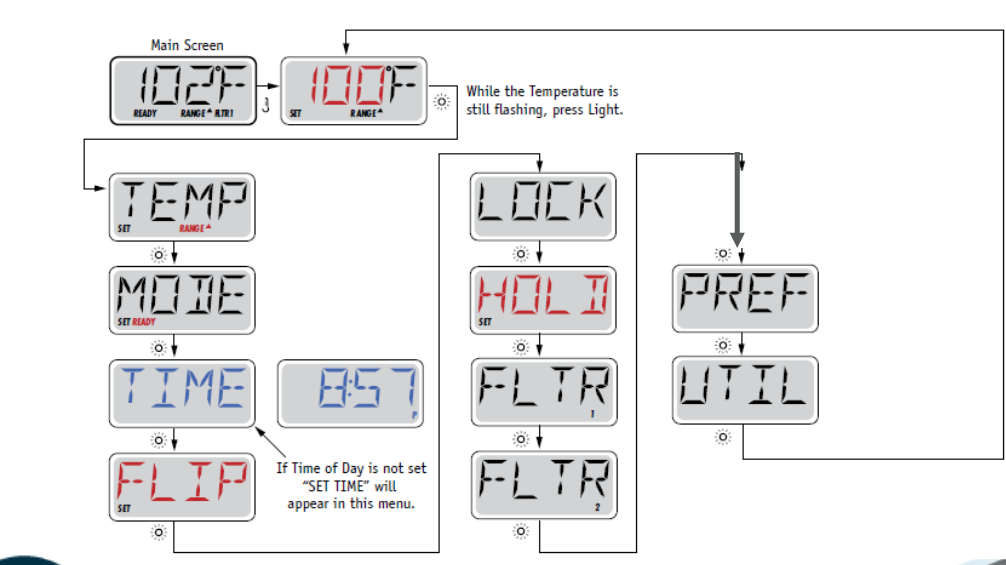 Main Screen
102°F
READY RANGE FLTR1
100°F
SET RANGE
While the Temperature is
still flashing, press Light.
TEMP
SET RANGE
MODE
SET READY
TIME
8:57
P
If Time of Day is not set
“SET TIME” will
appear in this menu.
FLIP
SET
LOCK
HOLD
SET
FLTR
1
FLTR
2
PREF
UTIL